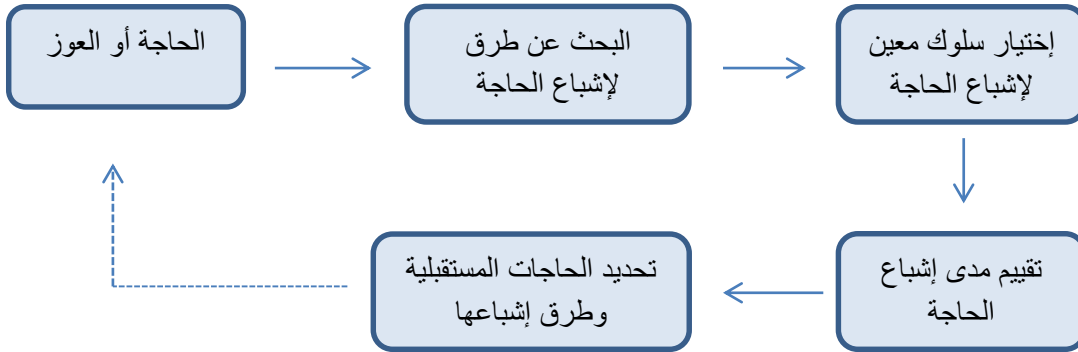 الحاجة أو العوز
البحث عن طرق
لإشباع الحاجة
إختيار سلوك معين
لإشباع الحاجة
تقييم مدى إشباع
الحاجة
تحديد الحاجات المستقبلية
وطرق إشباعها